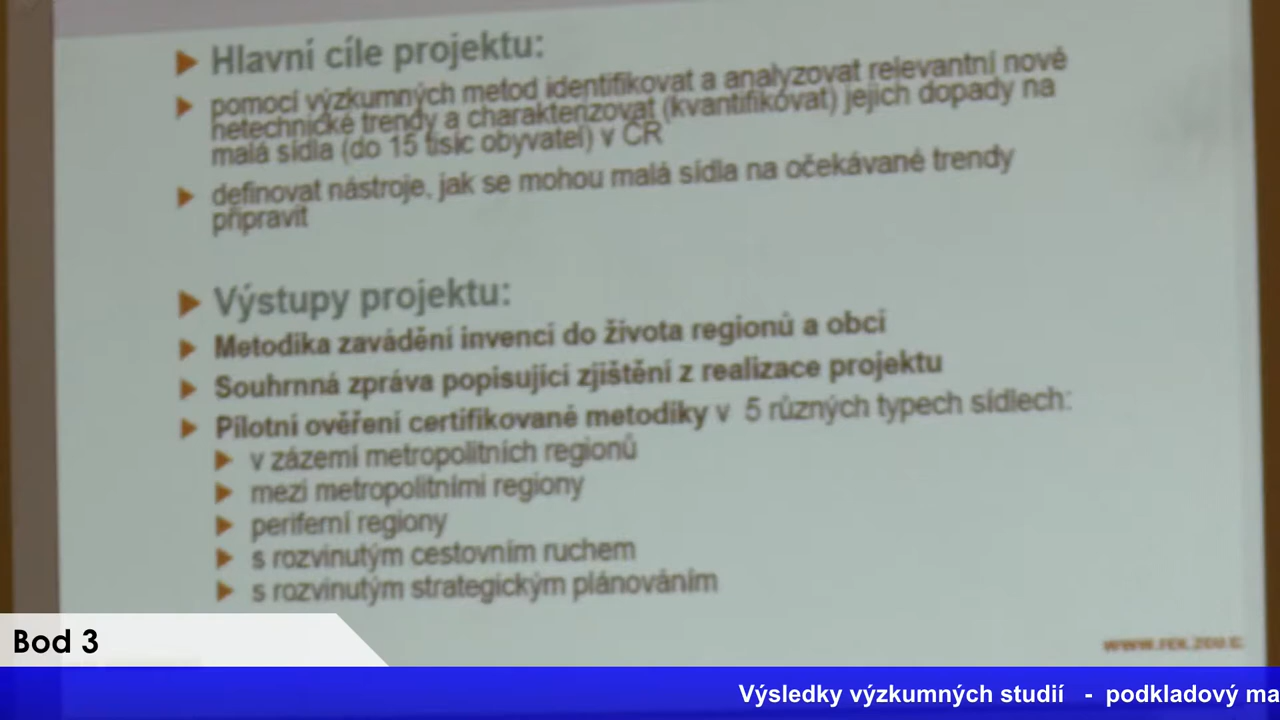 Hlavní cíle projektu:
pomocí výzkumných metod identifikovat a analyzovat relevantní nové
netechnické trendy a charakterizovat (kvantifikovat) jejich dopady na
malá sídla (do 15 tisíc obyvatel) v ČR
definovat nástroje, jak se mohou malá sídla na očekávané trendy
připravit
Výstupy projektu:
Metodika zavádění invencí do života regionů a obcí
Souhrnná zpráva popisující zjištění z realizace projektu
Pilotní ověření certifikované metodiky v 5 různých typech sídlech:
v zázemí metropolitních regionů
mezi metropolitními regiony
periferní regiony
s rozvinutým cestovním ruchem
s rozvinutým strategickým plánováním
Bod 3
Výsledky výzkumných studií - podkladový ma